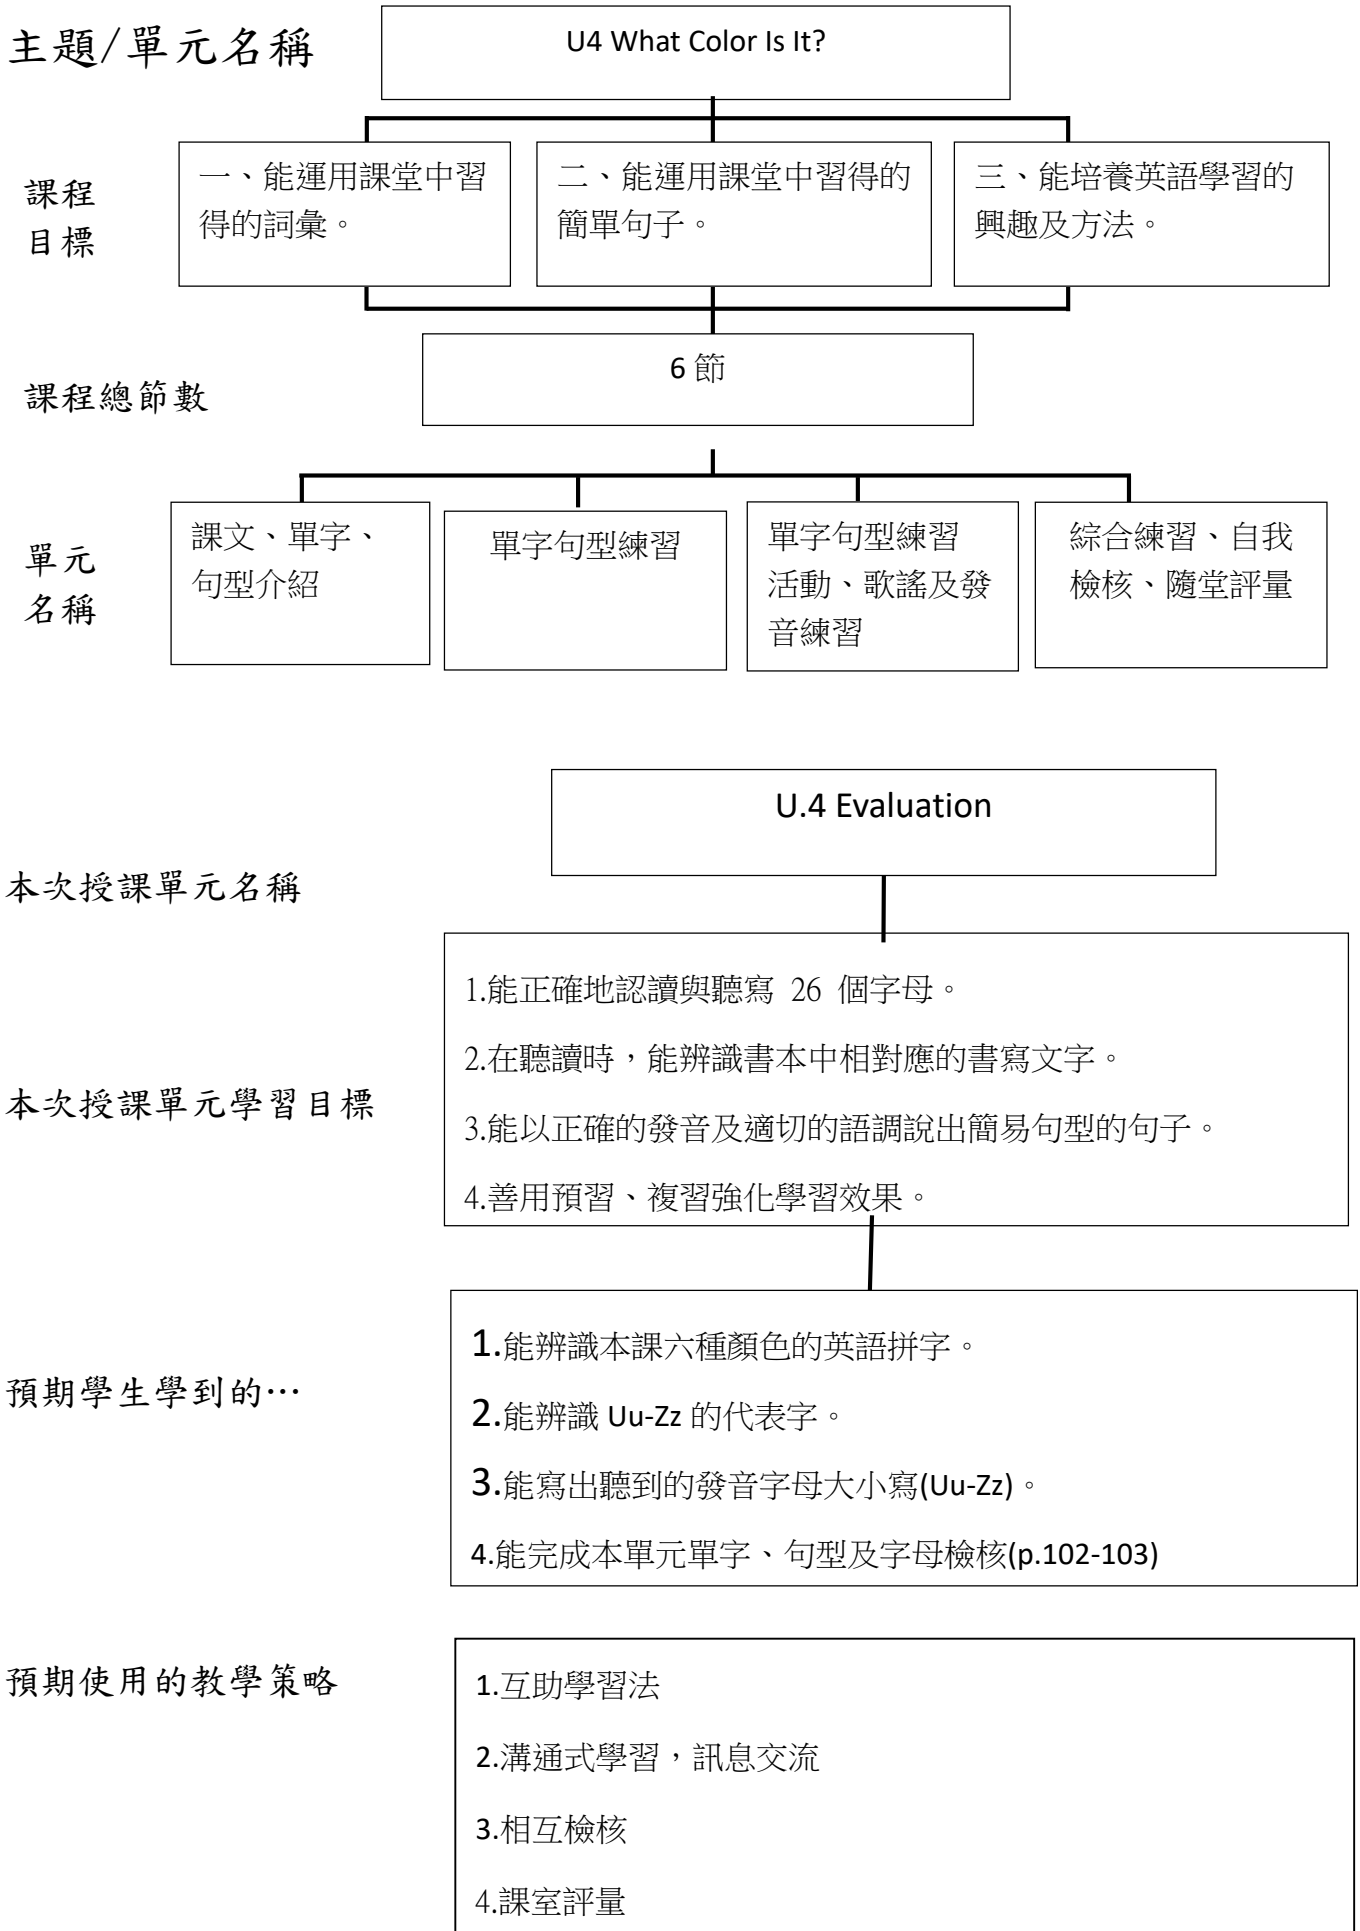 主題/單元名稱
U4 What Color Is It?
課程
目標
一、能運用課堂中習
得的詞彙。
二、能運用課堂中習得的
簡單句子。
三、能培養英語學習的
興趣及方法。
課程總節數
6 節
單元
名稱
課文、單字、
句型介紹
單字句型練習
單字句型練習
活動、歌謠及發
音練習
綜合練習、自我
檢核、隨堂評量
U.4 Evaluation
本次授課單元名稱
本次授課單元學習目標
1.能正確地認讀與聽寫 26 個字母。
2.在聽讀時，能辨識書本中相對應的書寫文字。
3.能以正確的發音及適切的語調說出簡易句型的句子。
4.善用預習、複習強化學習效果。
預期學生學到的…
1.能辨識本課六種顏色的英語拼字。
2.能辨識 Uu-Zz 的代表字。
3.能寫出聽到的發音字母大小寫(Uu-Zz)。
4.能完成本單元單字、句型及字母檢核(p.102-103)
預期使用的教學策略
1.互助學習法
2.溝通式學習，訊息交流
3.相互檢核
4.課室評量